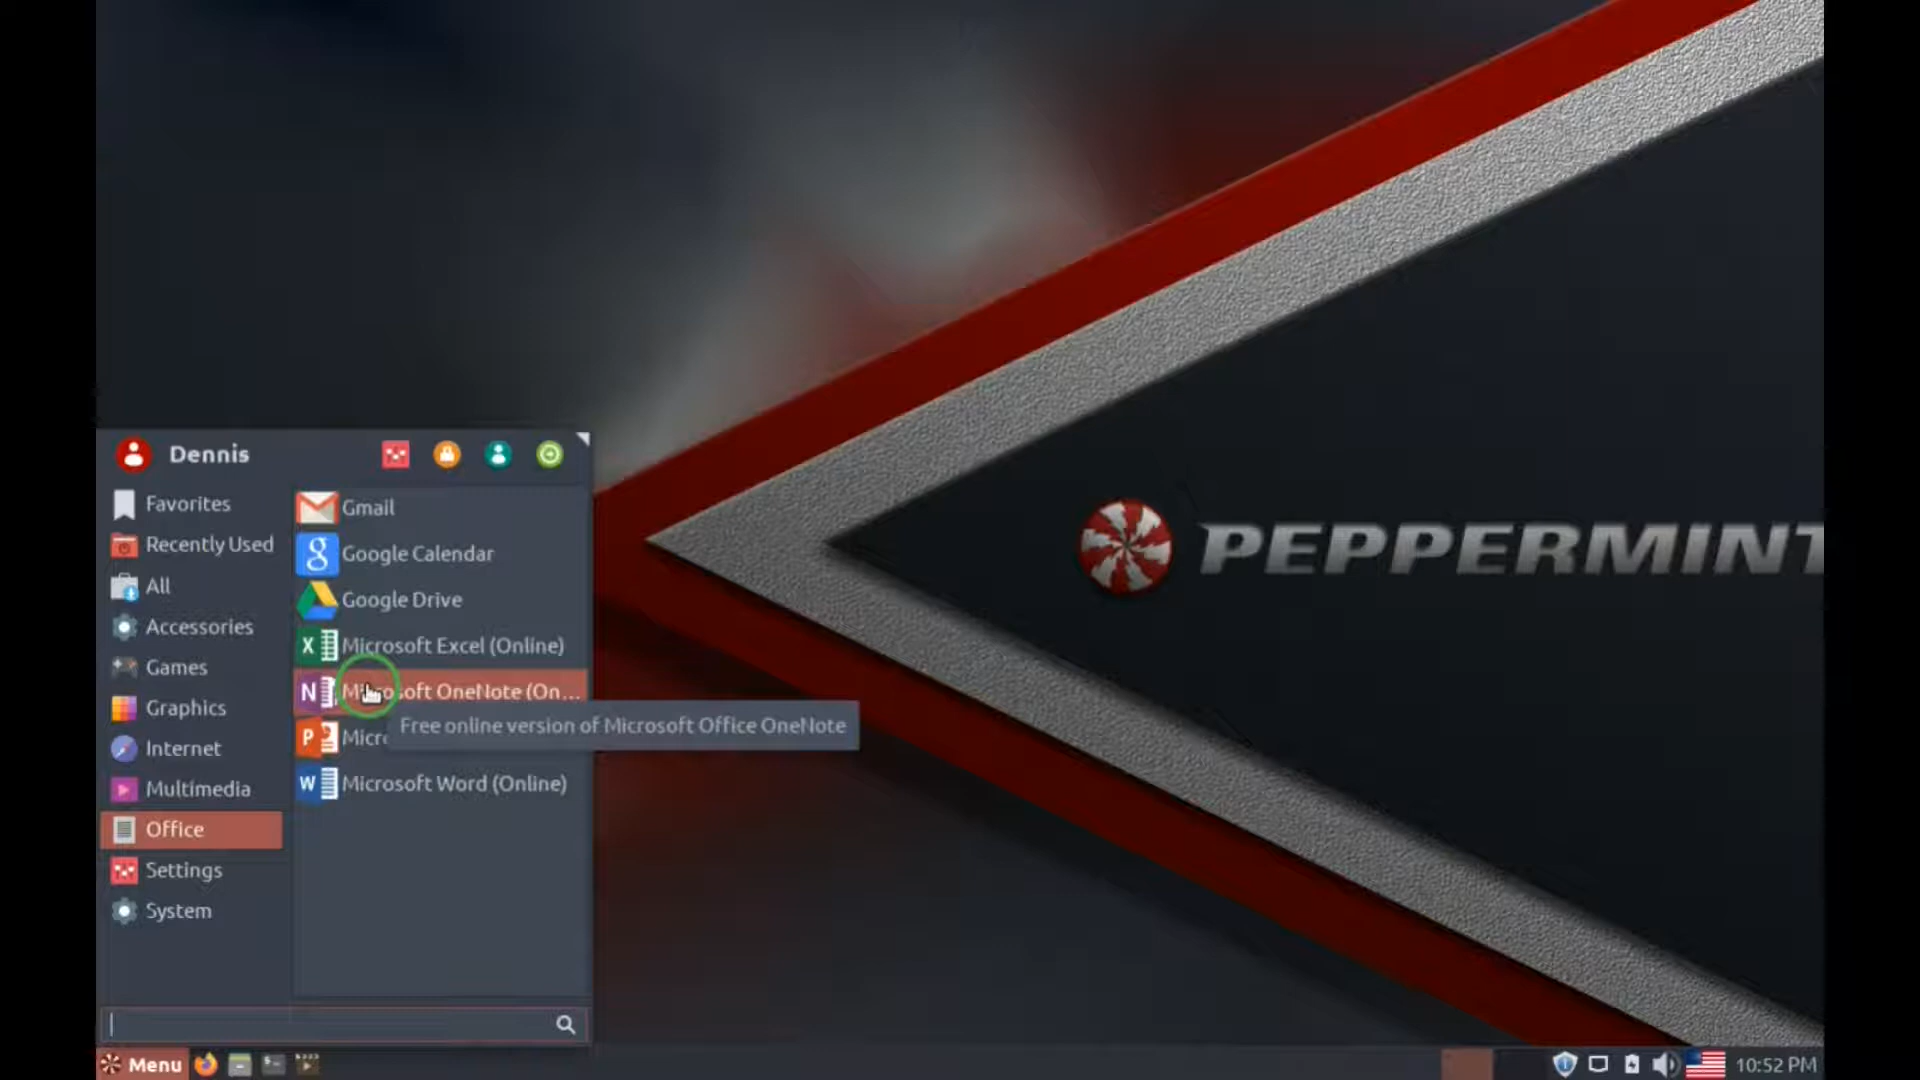 Dennis
Favorites
Recently Used
All
Accessories
Games
Graphics
Internet
Multimedia
Office
Settings
System
Gmail
Google Calendar
Google Drive
Microsoft Excel (Online)
Microsoft OneNote (On...
Free online version of Microsoft Office OneNote
Micro
Microsoft Word (Online)
PEPPERMINT
Menu
10:52 PM